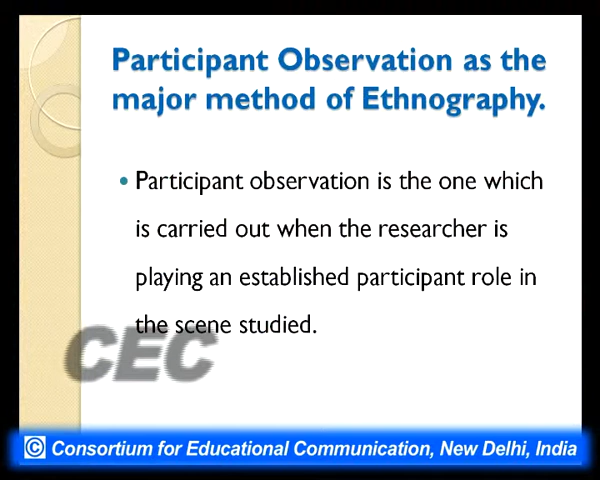 Participant Observation as the
major method of Ethnography.
• Participant observation is the one which
is carried out when the researcher is
playing an established participant role in
the scene studied.
CEC
© Consortium for Educational Communication, New Delhi, India